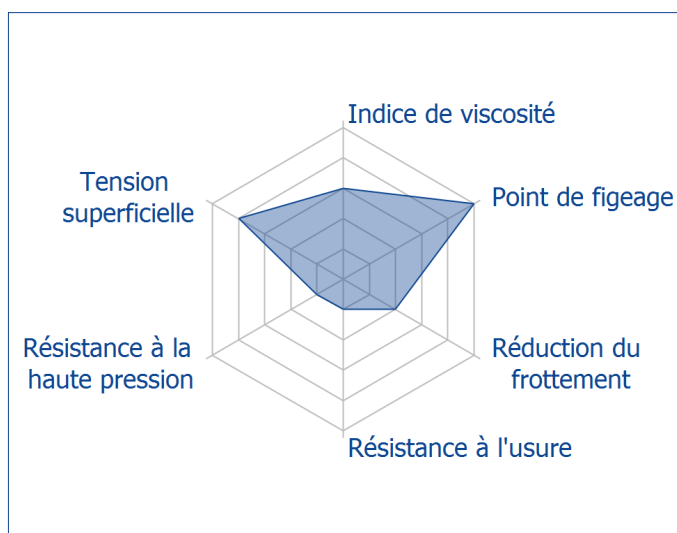 Indice de viscosité
Tension
superficielle
Point de figeage
Résistance à la
haute pression
Réduction du
frottement
Résistance à l'usure